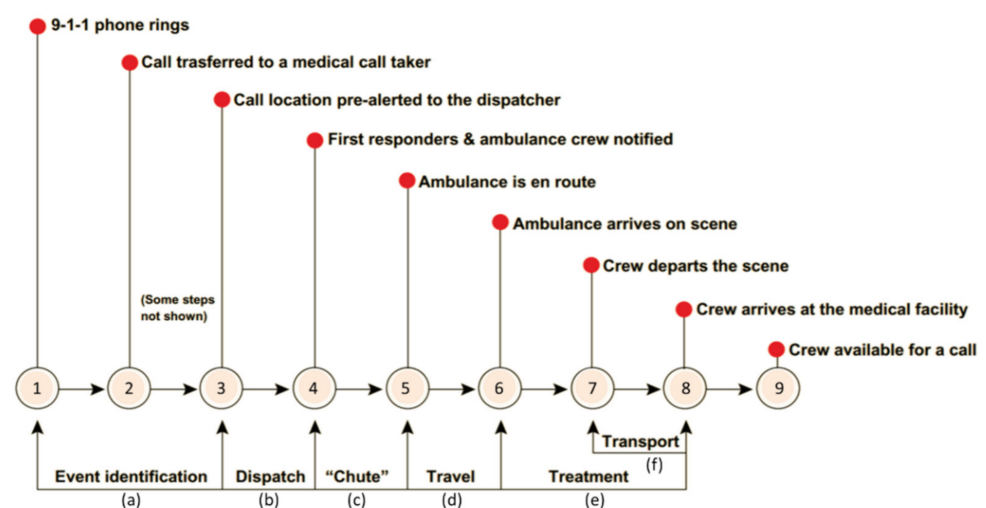 9-1-1 phone rings
Call trasferred to a medical call taker
Call location pre-alerted to the dispatcher
First responders & ambulance crew notified
Ambulance is en route
Ambulance arrives on scene
Crew departs the scene
(Some steps
not shown)
Crew arrives at the medical facility
Crew available for a call
1 2 3 4 5 6 7 8 9
Transport
(f)
Event identification Dispatch “Chute” Travel Treatment
(a) (b) (c) (d) (e)